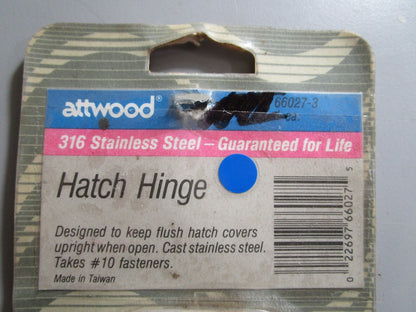 attwood®
66027-3
ea.
316 Stainless Steel – Guaranteed for Life
Hatch Hinge
Designed to keep flush hatch covers
upright when open. Cast stainless steel.
Takes #10 fasteners.
Made in Taiwan
0 22697 66027 5